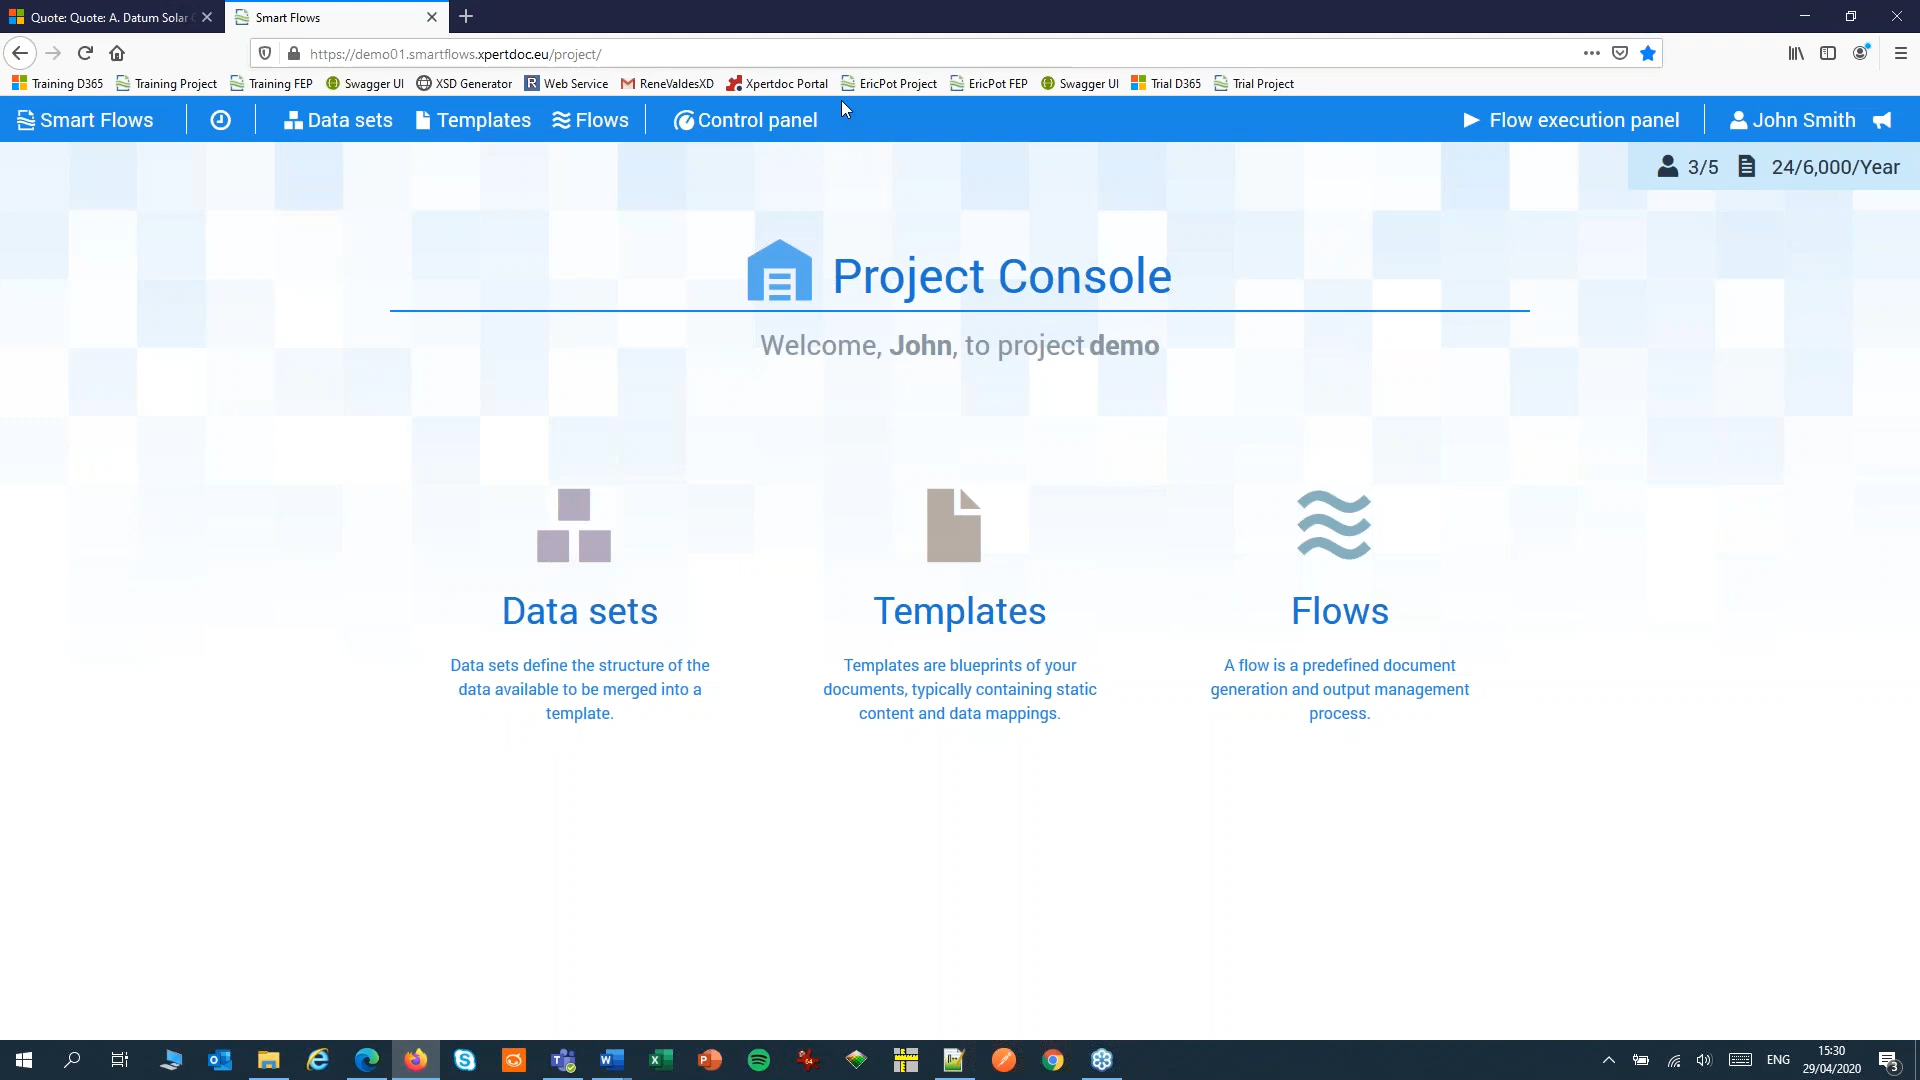 Quote: Quote: A. Datum Solar
Smart Flows
https://demo01.smartflows.xpertdoc.eu/project/
Training D365 Training Project Training FEP Swagger UI XSD Generator Web Service ReneValdesXD Xpertdoc Portal EricPot Project EricPot FEP Swagger UI Trial D365 Trial Project
Smart Flows Data sets Templates Flows Control panel Flow execution panel John Smith
3/5 24/6,000/Year
Project Console
Welcome, John, to project demo
Data sets
Data sets define the structure of the
data available to be merged into a
template.
Templates
Templates are blueprints of your
documents, typically containing static
content and data mappings.
Flows
A flow is a predefined document
generation and output management
process.
ENG
15:30
29/04/2020
3